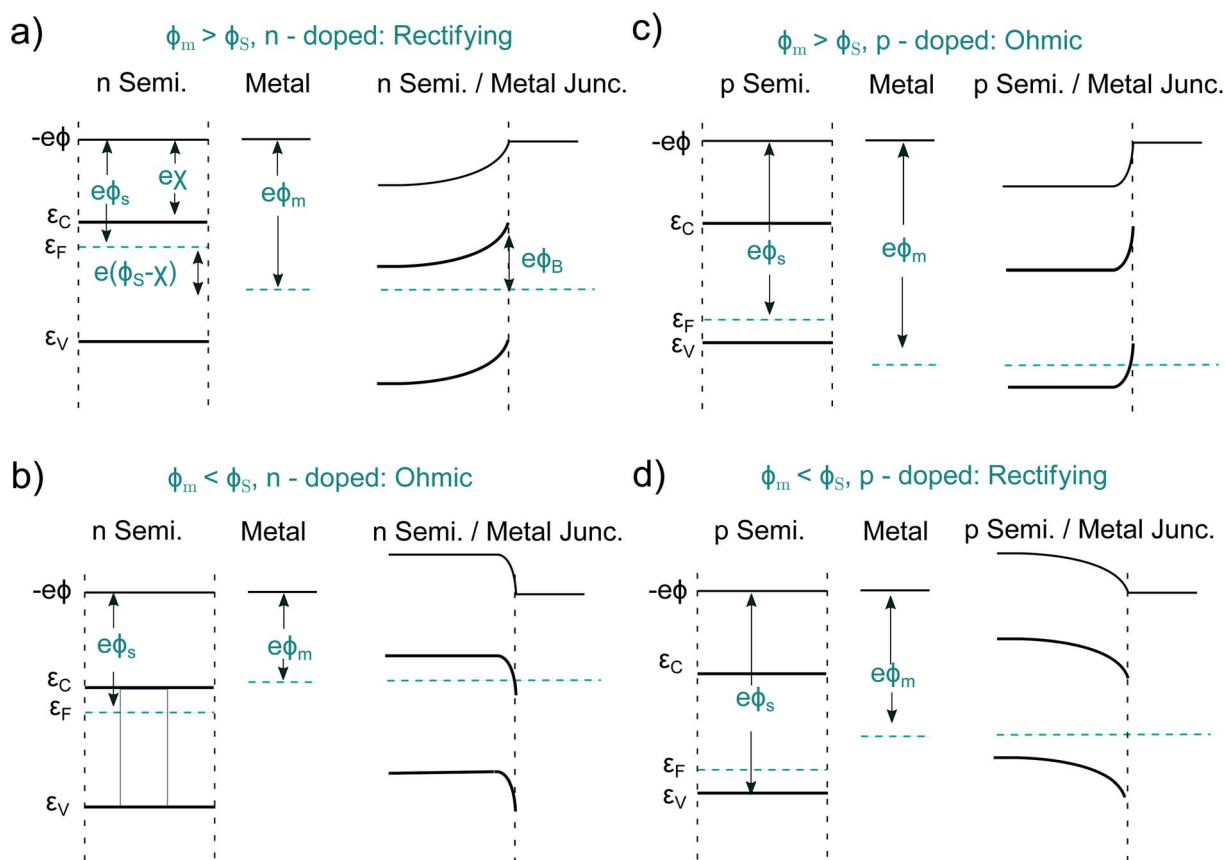 a)
ϕm > ϕS, n - doped: Rectifying
n Semi.
Metal
n Semi. / Metal Junc.
-eϕ
eϕs
eχ
eϕm
εC
εF
e(ϕS-χ)
eϕB
εV
b)
ϕm < ϕS, n - doped: Ohmic
n Semi.
Metal
n Semi. / Metal Junc.
-eϕ
eϕs
eϕm
εC
εF
εV
c)
ϕm > ϕS, p - doped: Ohmic
p Semi.
Metal
p Semi. / Metal Junc.
-eϕ
εC
eϕs
eϕm
εF
εV
d)
ϕm < ϕS, p - doped: Rectifying
p Semi.
Metal
p Semi. / Metal Junc.
-eϕ
εC
eϕs
eϕm
εF
εV